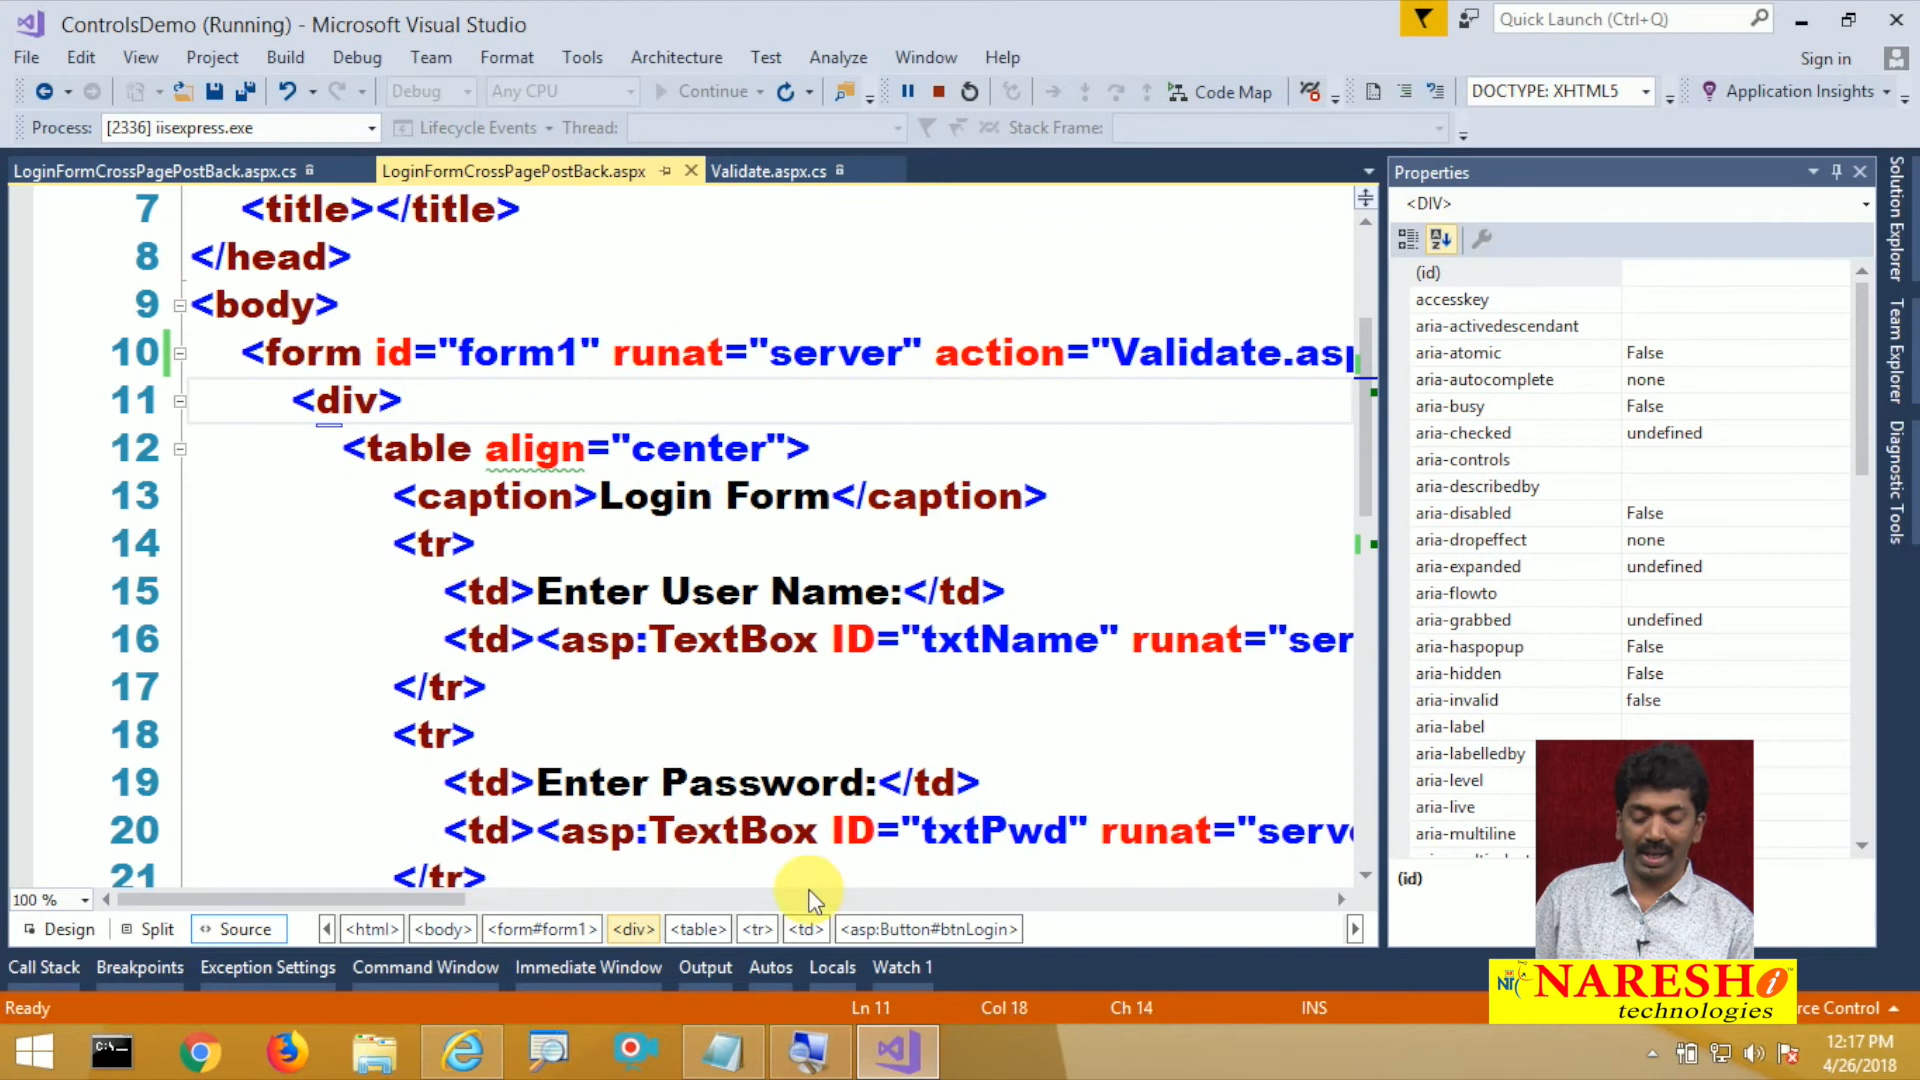 ControlsDemo (Running) - Microsoft Visual Studio
Quick Launch (Ctrl+Q)
File Edit View Project Build Debug Team Format Tools Architecture Test Analyze Window Help
Sign in
Debug Any CPU Continue Code Map DOCTYPE: XHTML5 Application Insights
Process: [2336] iisexpress.exe Lifecycle Events Thread: Stack Frame:
LoginFormCrossPagePostBack.aspx.cs LoginFormCrossPagePostBack.aspx Validate.aspx.cs
7 <title></title>
8 </head>
9 <body>
10 <form id="form1" runat="server" action="Validate.asp
11 <div>
12 <table align="center">
13 <caption>Login Form</caption>
14 <tr>
15 <td>Enter User Name:</td>
16 <td><asp:TextBox ID="txtName" runat="ser
17 </tr>
18 <tr>
19 <td>Enter Password:</td>
20 <td><asp:TextBox ID="txtPwd" runat="serve
21 </tr>
100 %
Design Split Source <html> <body> <form#form1> <div> <table> <tr> <td> <asp:Button#btnLogin>
Properties
<DIV>
(id)
accesskey
aria-activedescendant
aria-atomic False
aria-autocomplete none
aria-busy False
aria-checked undefined
aria-controls
aria-describedby
aria-disabled False
aria-dropeffect none
aria-expanded undefined
aria-flowto
aria-grabbed undefined
aria-haspopup False
aria-hidden False
aria-invalid false
aria-label
aria-labelledby
aria-level
aria-live
aria-multiline
(id)
Solution Explorer
Team Explorer
Diagnostic Tools
Call Stack Breakpoints Exception Settings Command Window Immediate Window Output Autos Locals Watch 1
Ready Ln 11 Col 18 Ch 14 INS rce Control
NARESH i
technologies
12:17 PM
4/26/2018